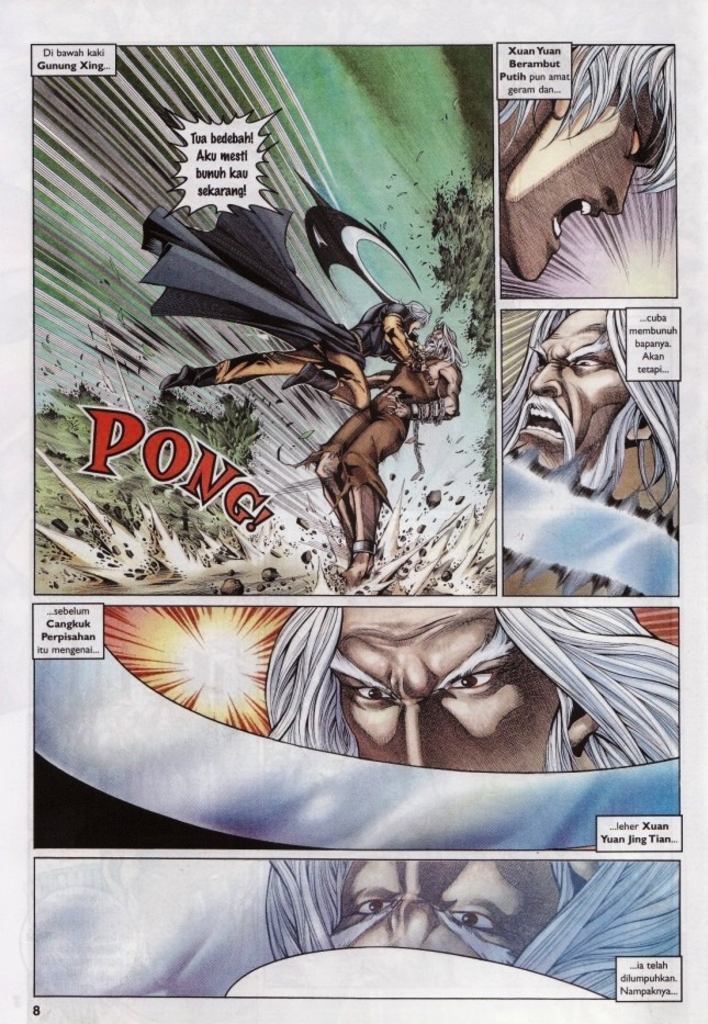 Di bawah kaki
Gunung Xing...
Tua bedebah!
Aku mesti
bunuh kau
sekarang!
PONG!
Xuan Yuan
Berambut
Putih pun amat
geram dan...
...cuba
membunuh
bapanya.
Akan
tetapi...
...sebelum
Cangkuk
Perpisahan
itu mengenai...
...leher Xuan
Yuan Jing Tian...
...ia telah
dilumpuhkan.
Nampaknya...
8